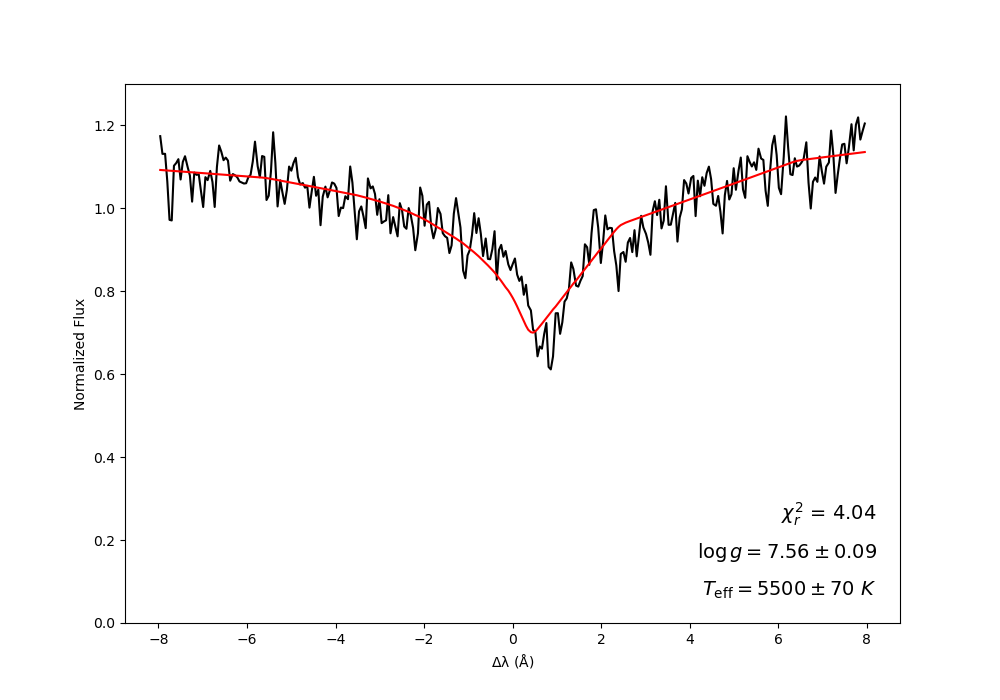 1.2
1.0
0.8
0.6
0.4
0.2
0.0
Normalized Flux
χ²ᵣ = 4.04
log g = 7.56 ± 0.09
T_eff = 5500 ± 70 K
−8 −6 −4 −2 0 2 4 6 8
Δλ (Å)